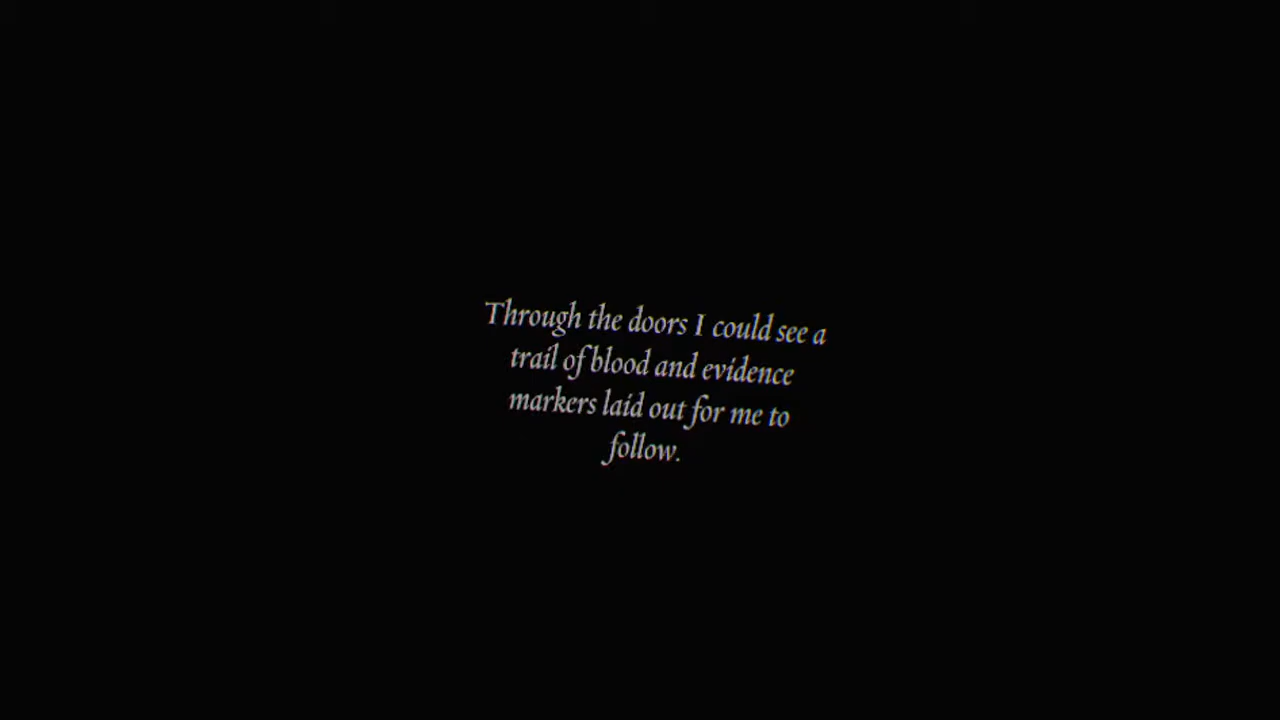 Through the doors I could see a
trail of blood and evidence
markers laid out for me to
follow.